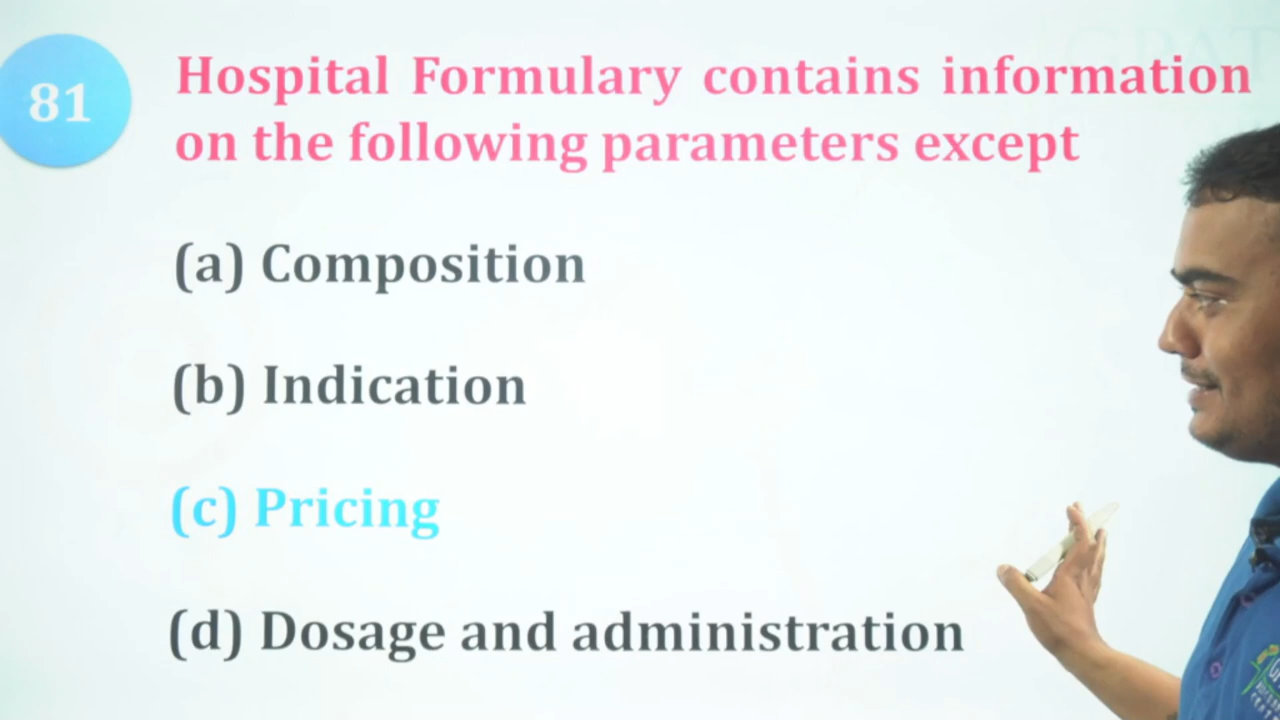 81
Hospital Formulary contains information
on the following parameters except
(a) Composition
(b) Indication
(c) Pricing
(d) Dosage and administration